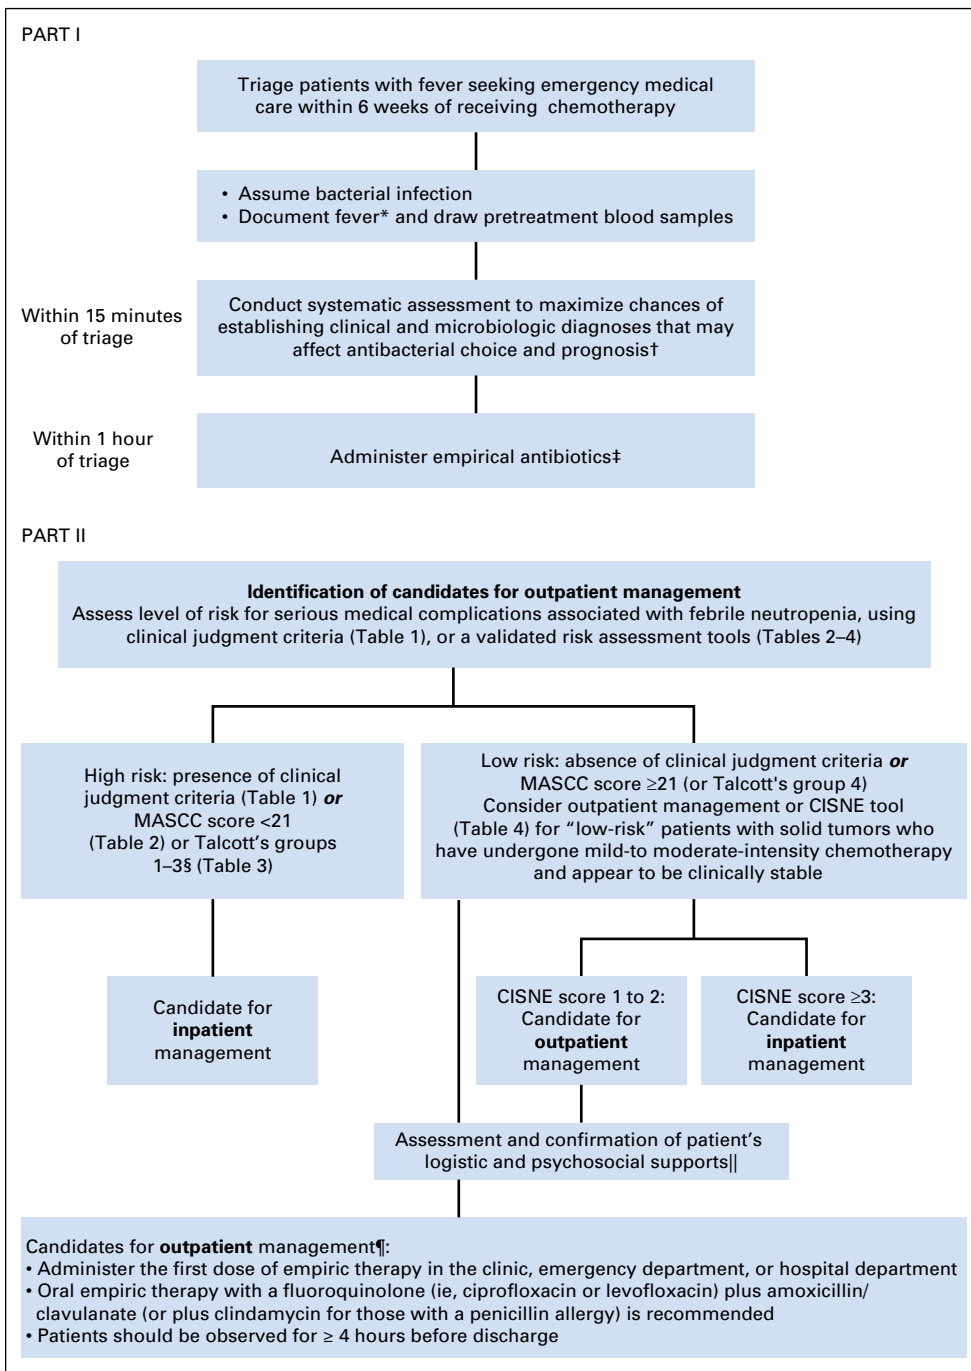 PART I
Triage patients with fever seeking emergency medical
care within 6 weeks of receiving chemotherapy
• Assume bacterial infection
• Document fever* and draw pretreatment blood samples
Within 15 minutes
of triage
Conduct systematic assessment to maximize chances of
establishing clinical and microbiologic diagnoses that may
affect antibacterial choice and prognosis†
Within 1 hour
of triage
Administer empirical antibiotics‡
PART II
Identification of candidates for outpatient management
Assess level of risk for serious medical complications associated with febrile neutropenia, using
clinical judgment criteria (Table 1), or a validated risk assessment tools (Tables 2–4)
High risk: presence of clinical
judgment criteria (Table 1) or
MASCC score <21
(Table 2) or Talcott's groups
1–3§ (Table 3)
Low risk: absence of clinical judgment criteria or
MASCC score ≥21 (or Talcott's group 4)
Consider outpatient management or CISNE tool
(Table 4) for “low-risk” patients with solid tumors who
have undergone mild-to moderate-intensity chemotherapy
and appear to be clinically stable
Candidate for
inpatient
management
CISNE score 1 to 2:
Candidate for
outpatient
management
CISNE score ≥3:
Candidate for
inpatient
management
Assessment and confirmation of patient's
logistic and psychosocial supports||
Candidates for outpatient management¶:
• Administer the first dose of empiric therapy in the clinic, emergency department, or hospital department
• Oral empiric therapy with a fluoroquinolone (ie, ciprofloxacin or levofloxacin) plus amoxicillin/
clavulanate (or plus clindamycin for those with a penicillin allergy) is recommended
• Patients should be observed for ≥ 4 hours before discharge